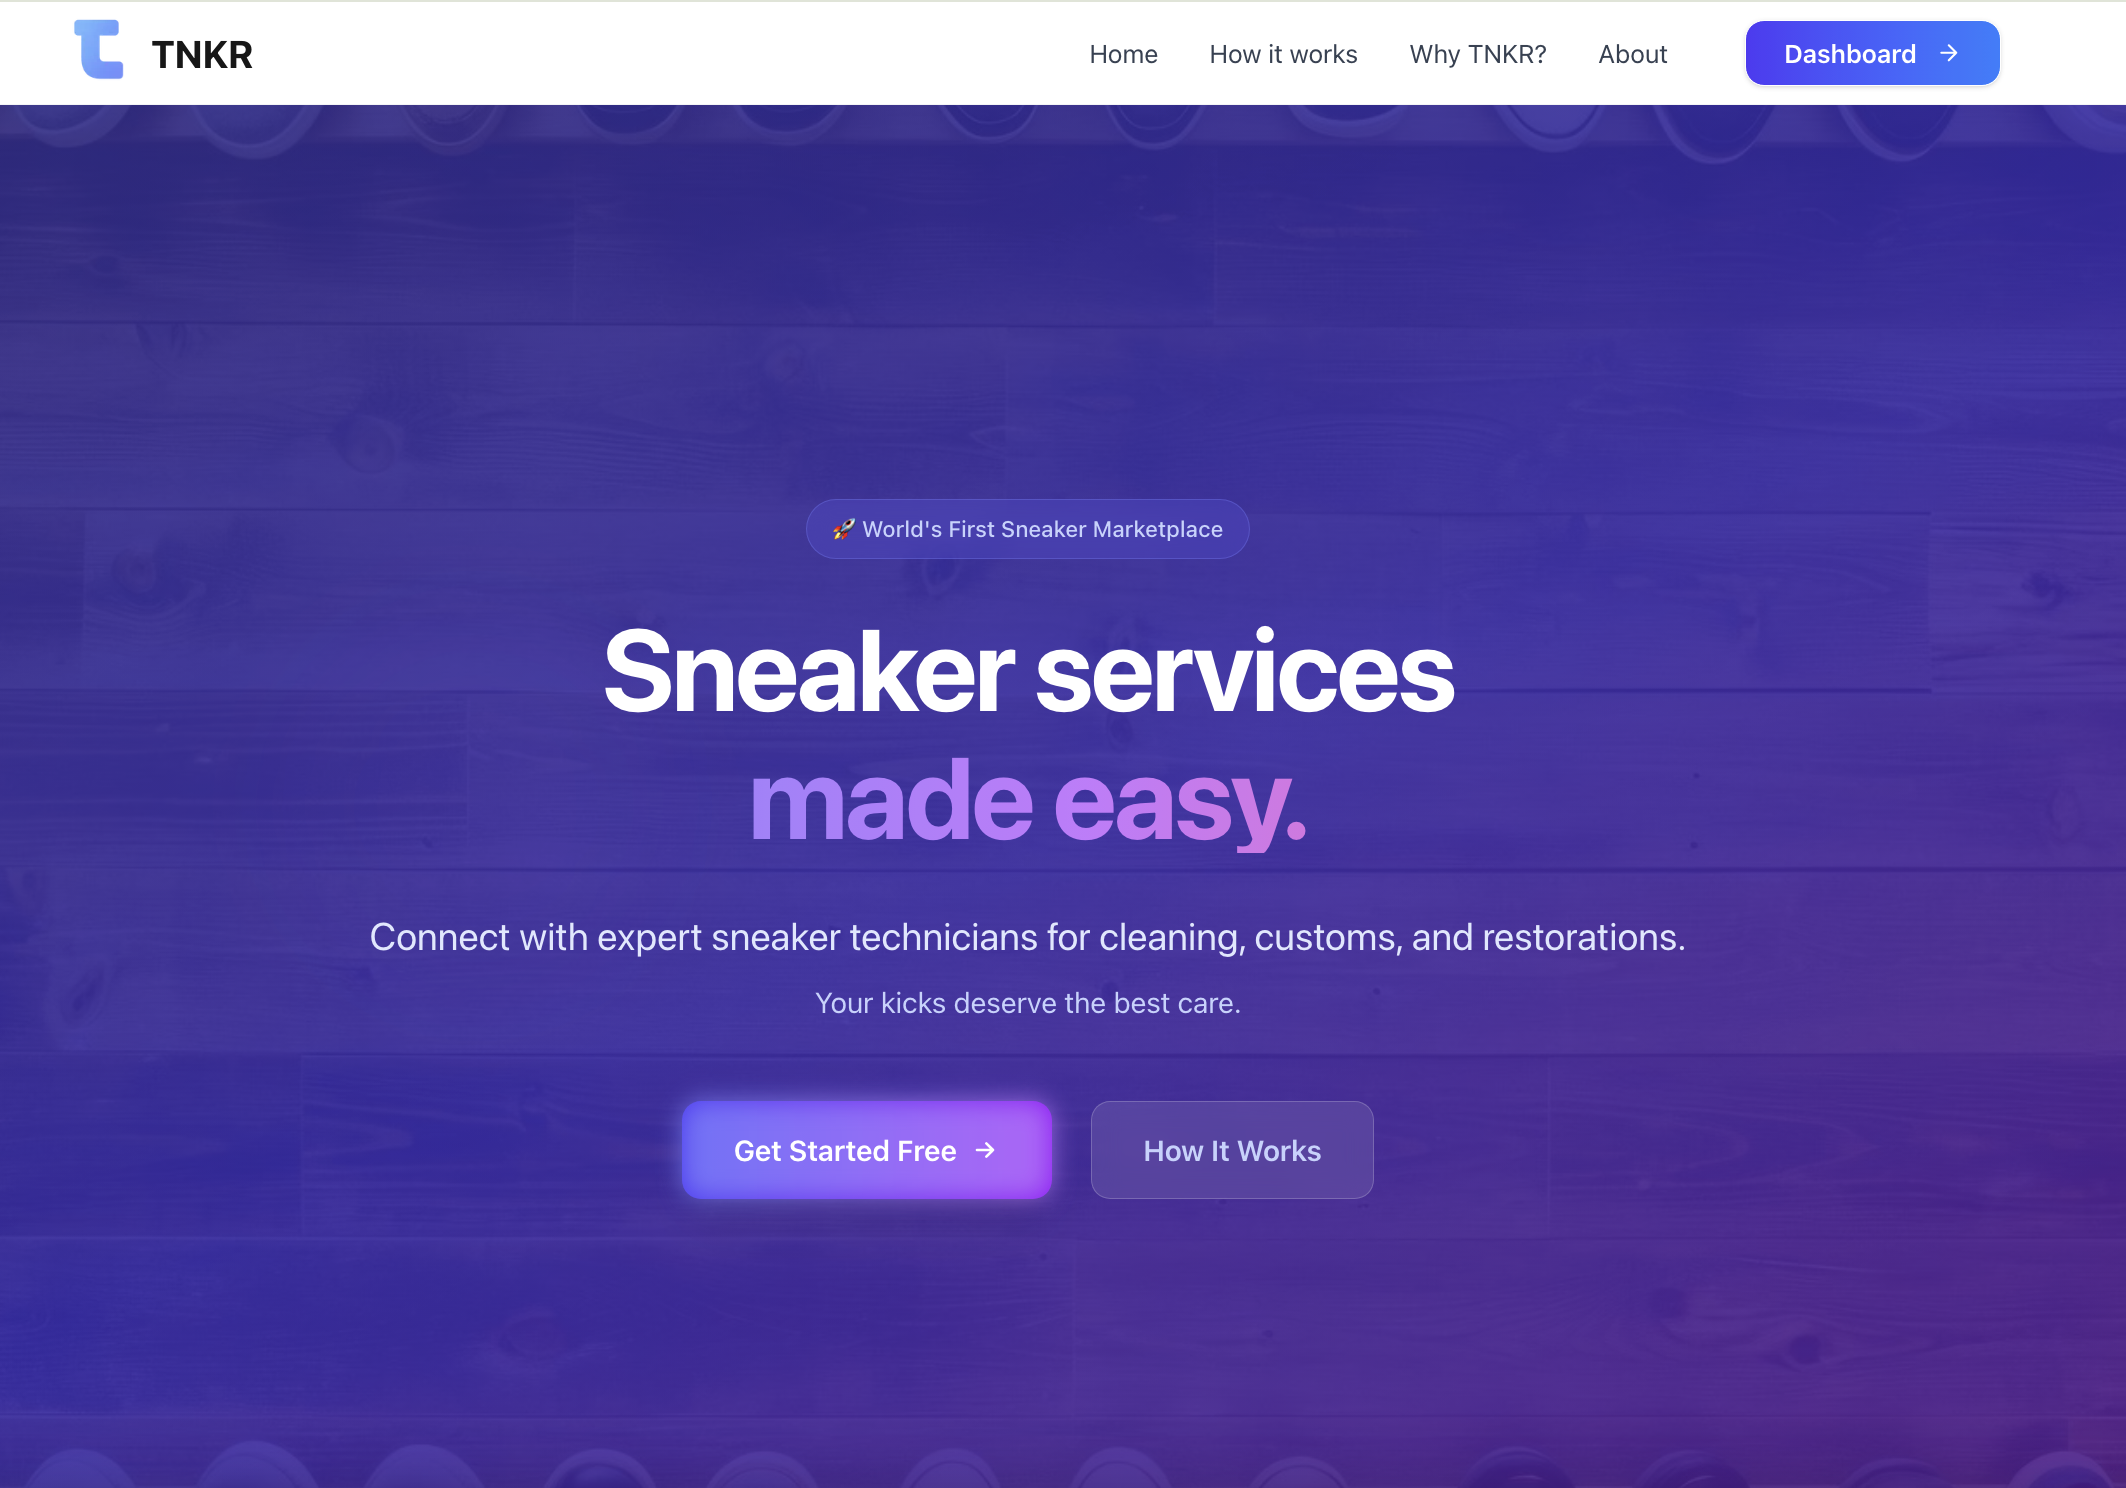 TNKR
Home
How it works
Why TNKR?
About
Dashboard →
🚀 World's First Sneaker Marketplace
Sneaker services
made easy.
Connect with expert sneaker technicians for cleaning, customs, and restorations.
Your kicks deserve the best care.
Get Started Free →
How It Works